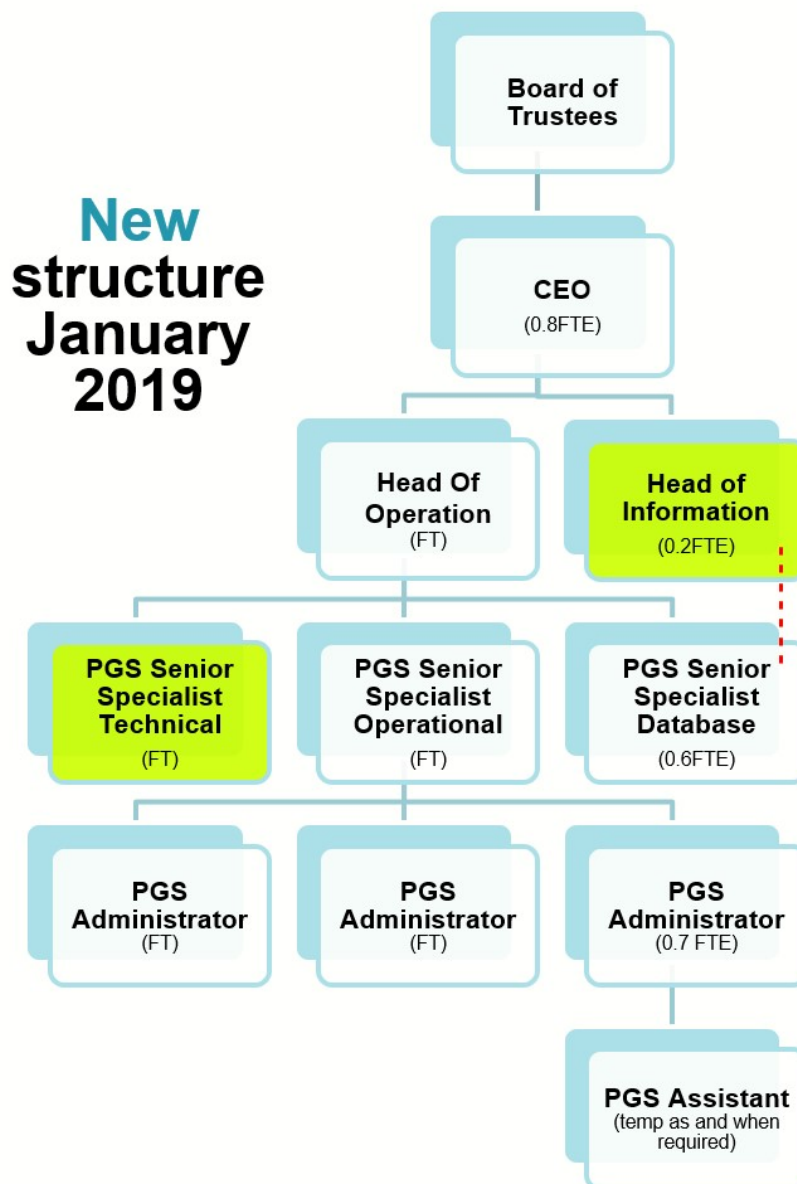 New
structure
January
2019
Board of
Trustees
CEO
(0.8FTE)
Head Of
Operation
(FT)
Head of
Information
(0.2FTE)
PGS Senior
Specialist
Technical
(FT)
PGS Senior
Specialist
Operational
(FT)
PGS Senior
Specialist
Database
(0.6FTE)
PGS
Administrator
(FT)
PGS
Administrator
(FT)
PGS
Administrator
(0.7 FTE)
PGS Assistant
(temp as and when
required)